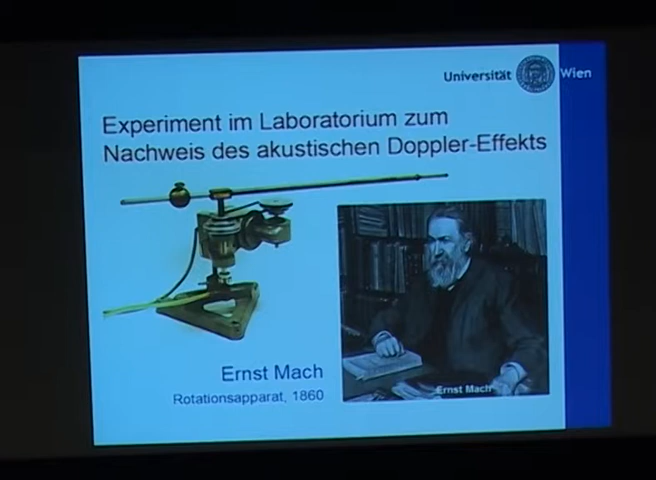 Universität Wien
Experiment im Laboratorium zum
Nachweis des akustischen Doppler-Effekts
Ernst Mach
Rotationsapparat, 1860
Ernst Mach